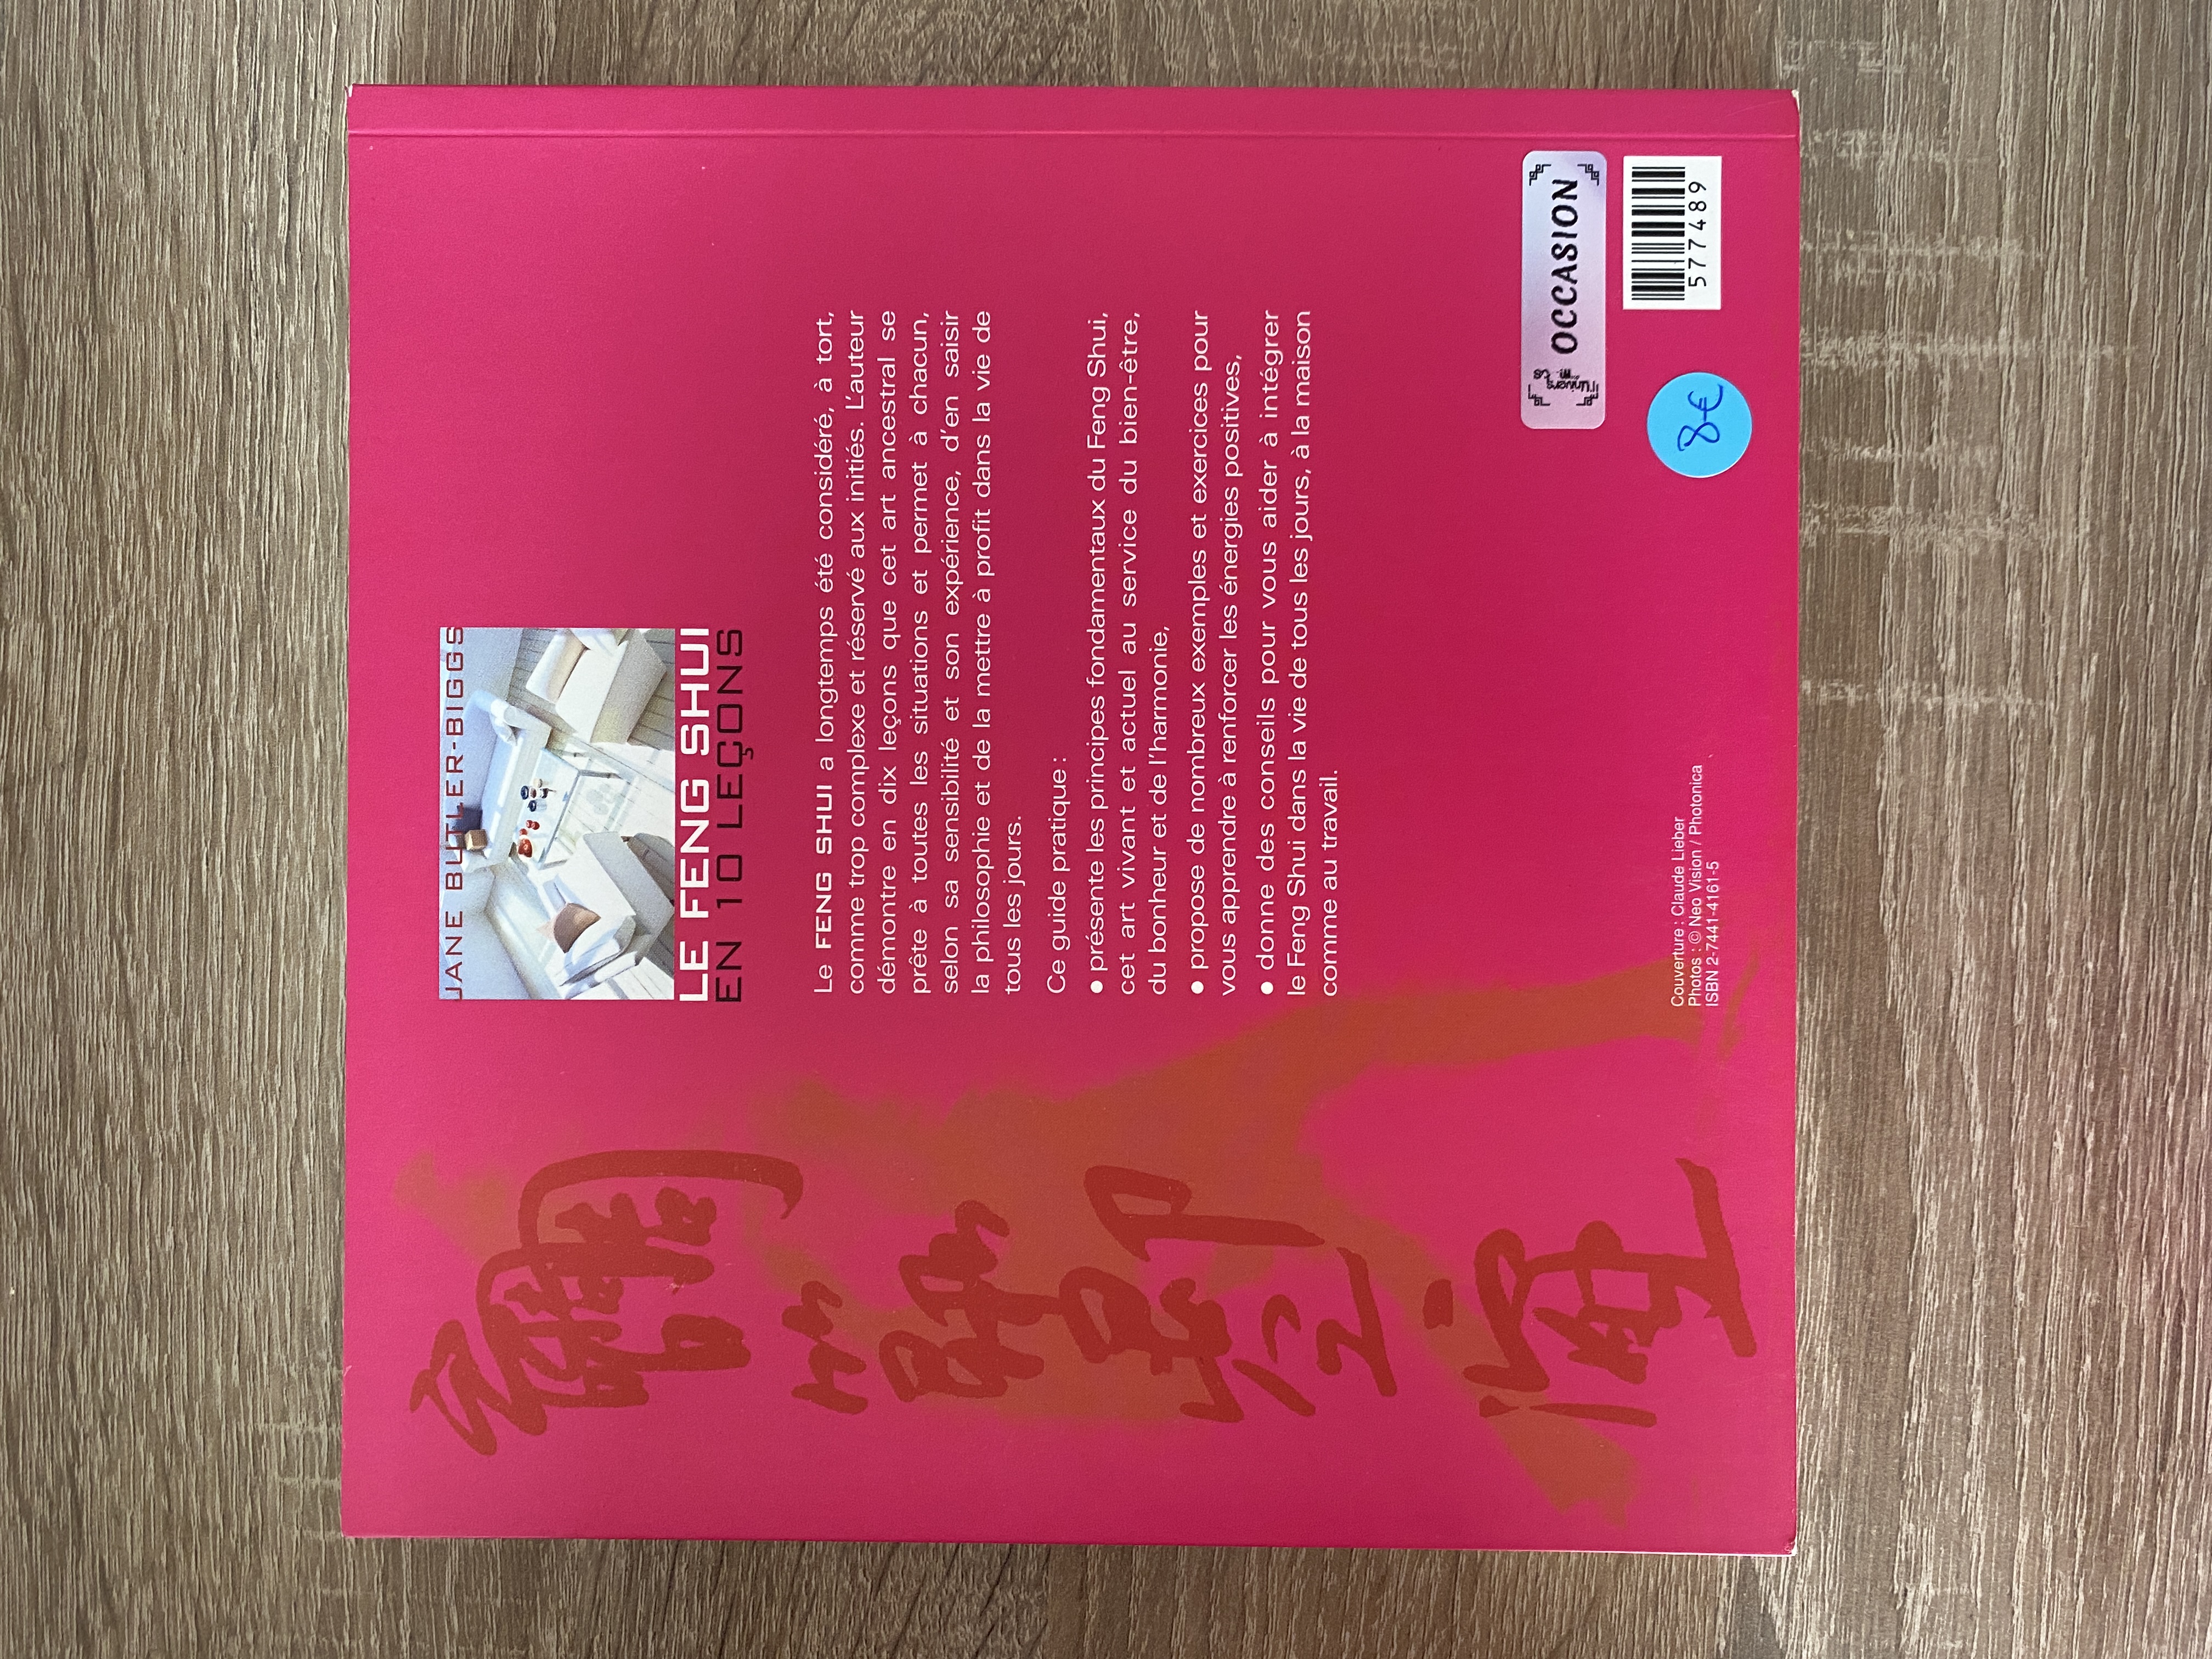 JANE BUTLER-BIGGS
LE FENG SHUI
EN 10 LEÇONS
Le FENG SHUI a longtemps été considéré, à tort,
comme trop complexe et réservé aux initiés. L'auteur
démontre en dix leçons que cet art ancestral se
prête à toutes les situations et permet à chacun,
selon sa sensibilité et son expérience, d'en saisir
la philosophie et de la mettre à profit dans la vie de
tous les jours.
Ce guide pratique :
● présente les principes fondamentaux du Feng Shui,
cet art vivant et actuel au service du bien-être,
du bonheur et de l'harmonie,
● propose de nombreux exemples et exercices pour
vous apprendre à renforcer les énergies positives,
● donne des conseils pour vous aider à intégrer
le Feng Shui dans la vie de tous les jours, à la maison
comme au travail.
OCCASION
8€
577489
Couverture : Claude Lieber
Photos : © Neo Vision / Photonica
ISBN 2-7441-4161-5